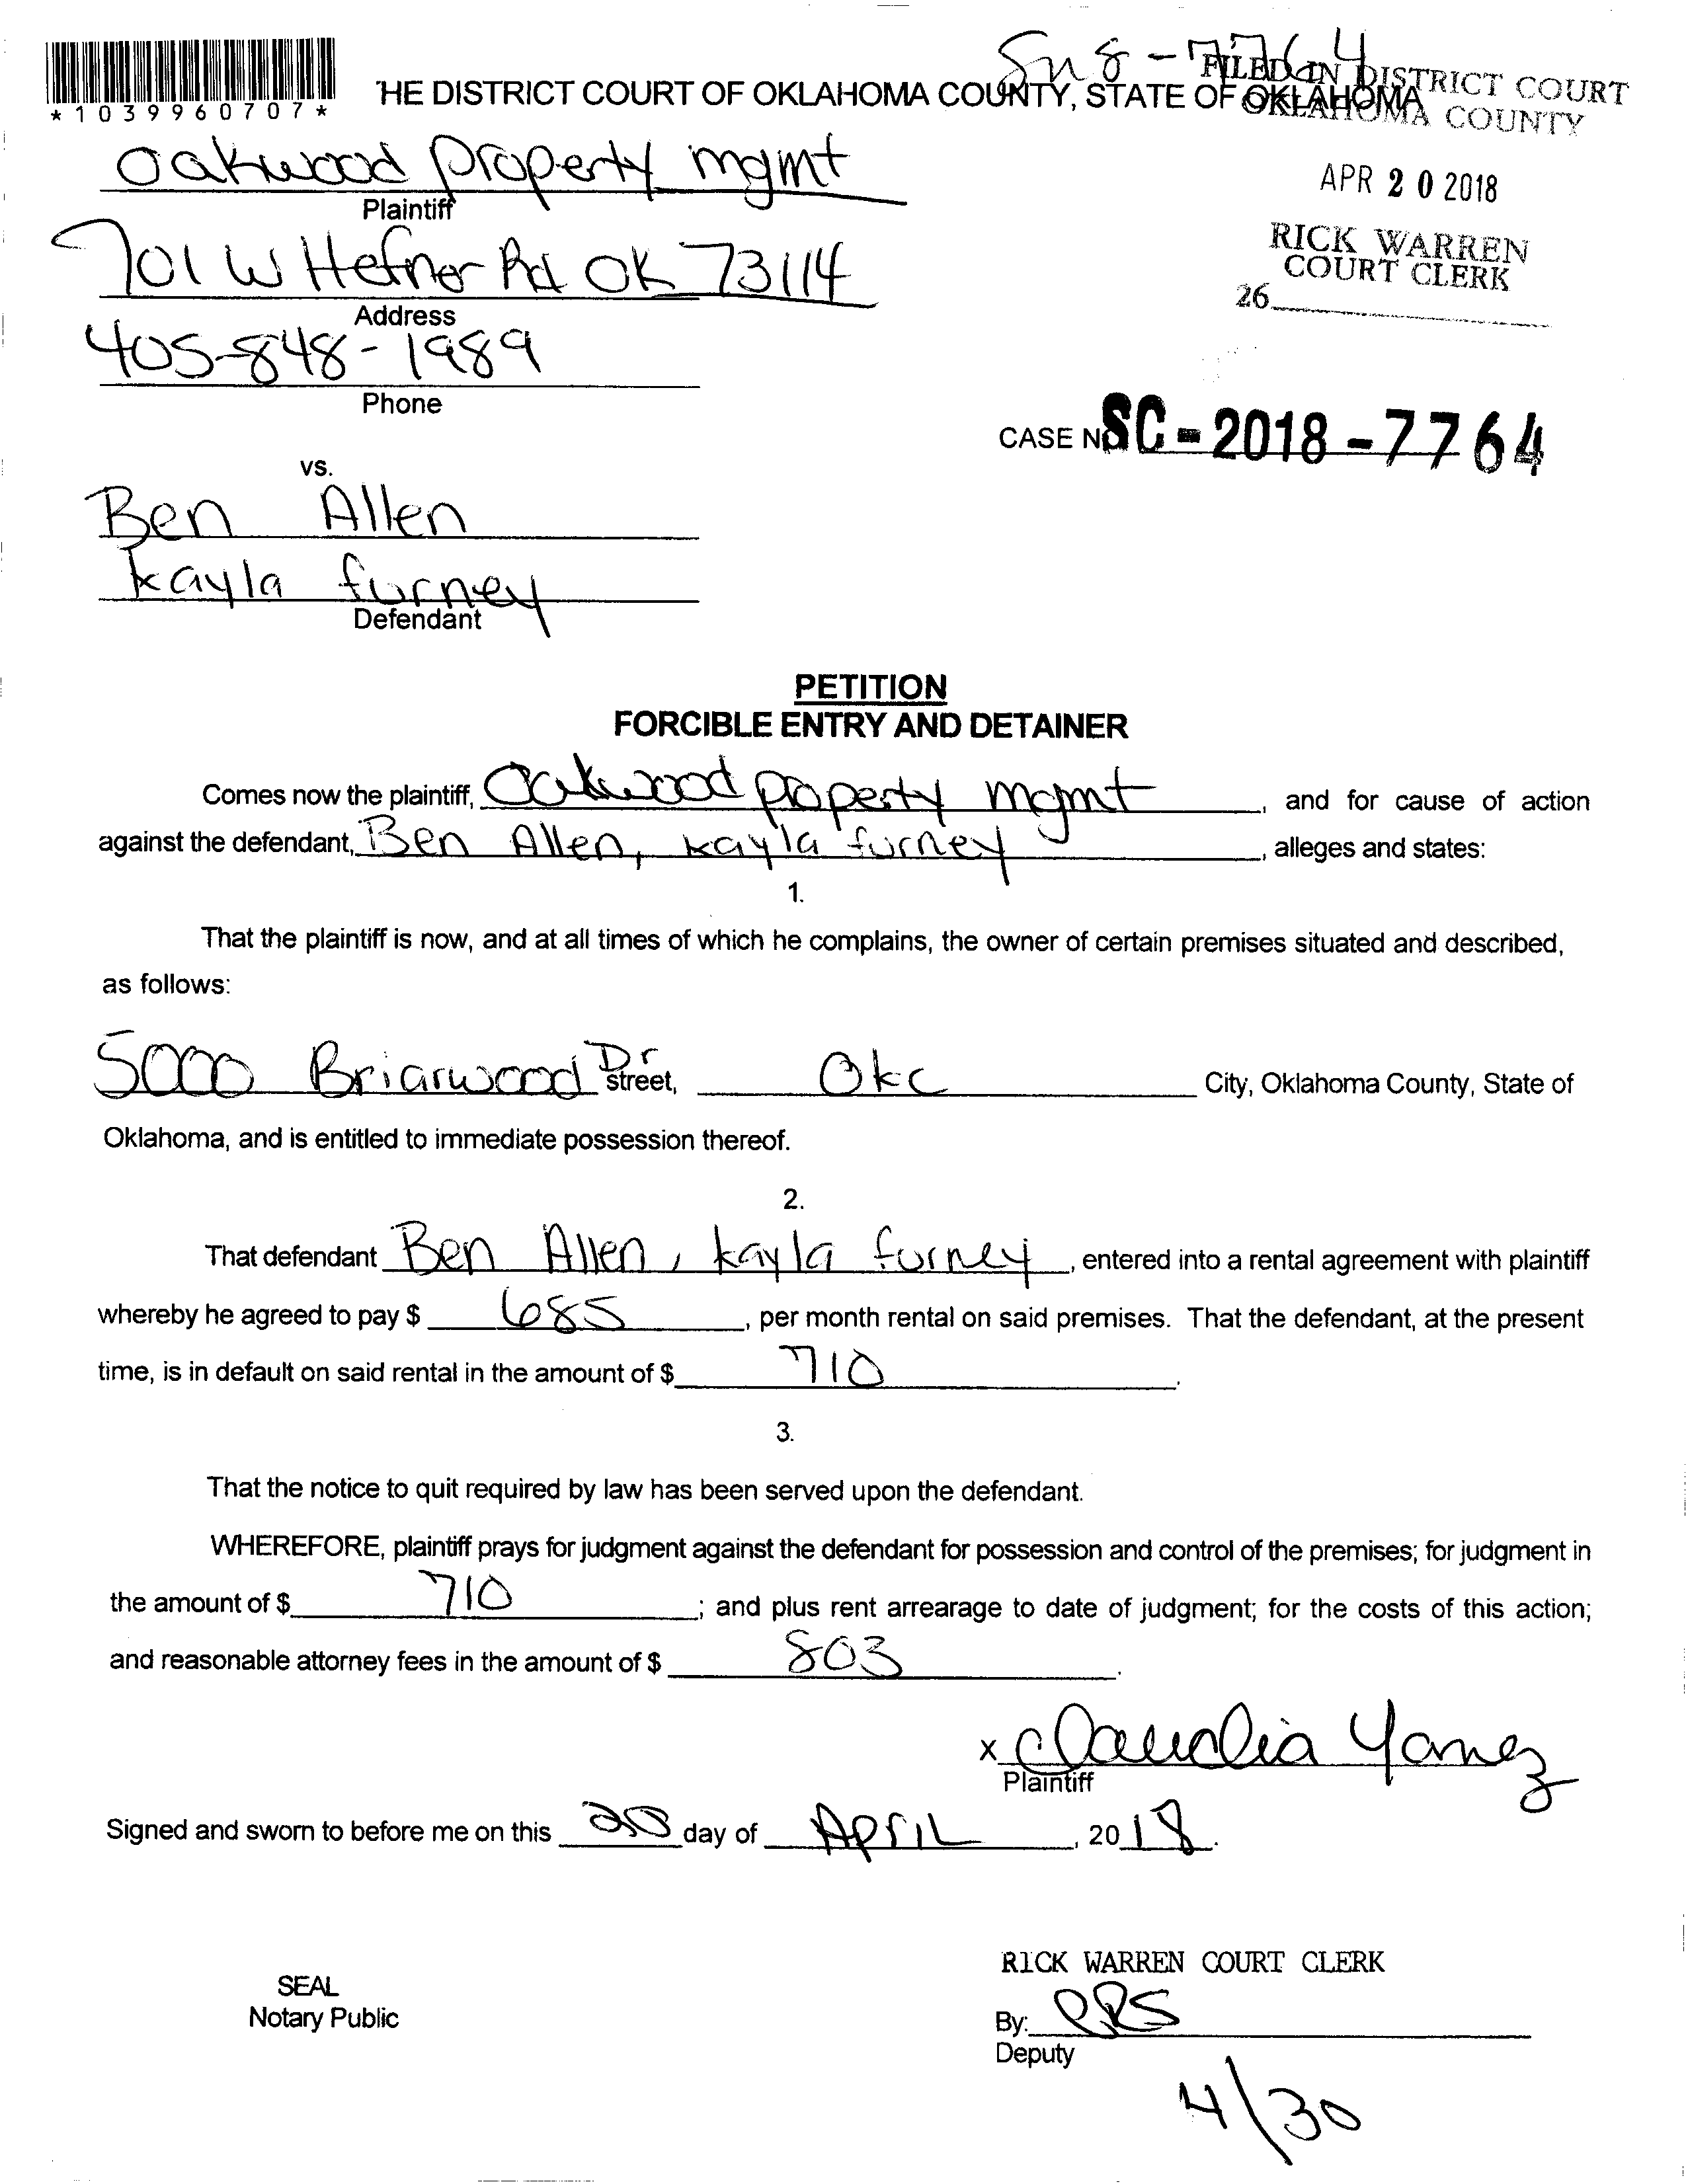 *1039960707*
HE DISTRICT COURT OF OKLAHOMA COUNTY, STATE OF OKLAHOMA
8-7764
FILED IN DISTRICT COURT
OKLAHOMA COUNTY
APR 20 2018
RICK WARREN
COURT CLERK
26
Oakwood property mgmt
Plaintiff
701 W Hefner Rd OK 73114
Address
405-848-1989
Phone
CASE NO SC-2018-7764
vs.
Ben Allen
kayla furney
Defendant
PETITION
FORCIBLE ENTRY AND DETAINER
Comes now the plaintiff, Oakwood property mgmt, and for cause of action
against the defendant, Ben Allen, kayla furney, alleges and states:
1.
That the plaintiff is now, and at all times of which he complains, the owner of certain premises situated and described,
as follows:
5000 Briarwood Dr street, Okc City, Oklahoma County, State of
Oklahoma, and is entitled to immediate possession thereof.
2.
That defendant Ben Allen, kayla furney, entered into a rental agreement with plaintiff
whereby he agreed to pay $ 685, per month rental on said premises. That the defendant, at the present
time, is in default on said rental in the amount of $ 710.
3.
That the notice to quit required by law has been served upon the defendant.
WHEREFORE, plaintiff prays for judgment against the defendant for possession and control of the premises; for judgment in
the amount of $ 710; and plus rent arrearage to date of judgment; for the costs of this action;
and reasonable attorney fees in the amount of $ 803.
x Claudia Yanez
Plaintiff
Signed and sworn to before me on this 20 day of APriL, 2018.
RICK WARREN COURT CLERK
SEAL
Notary Public
By:
Deputy
4/30